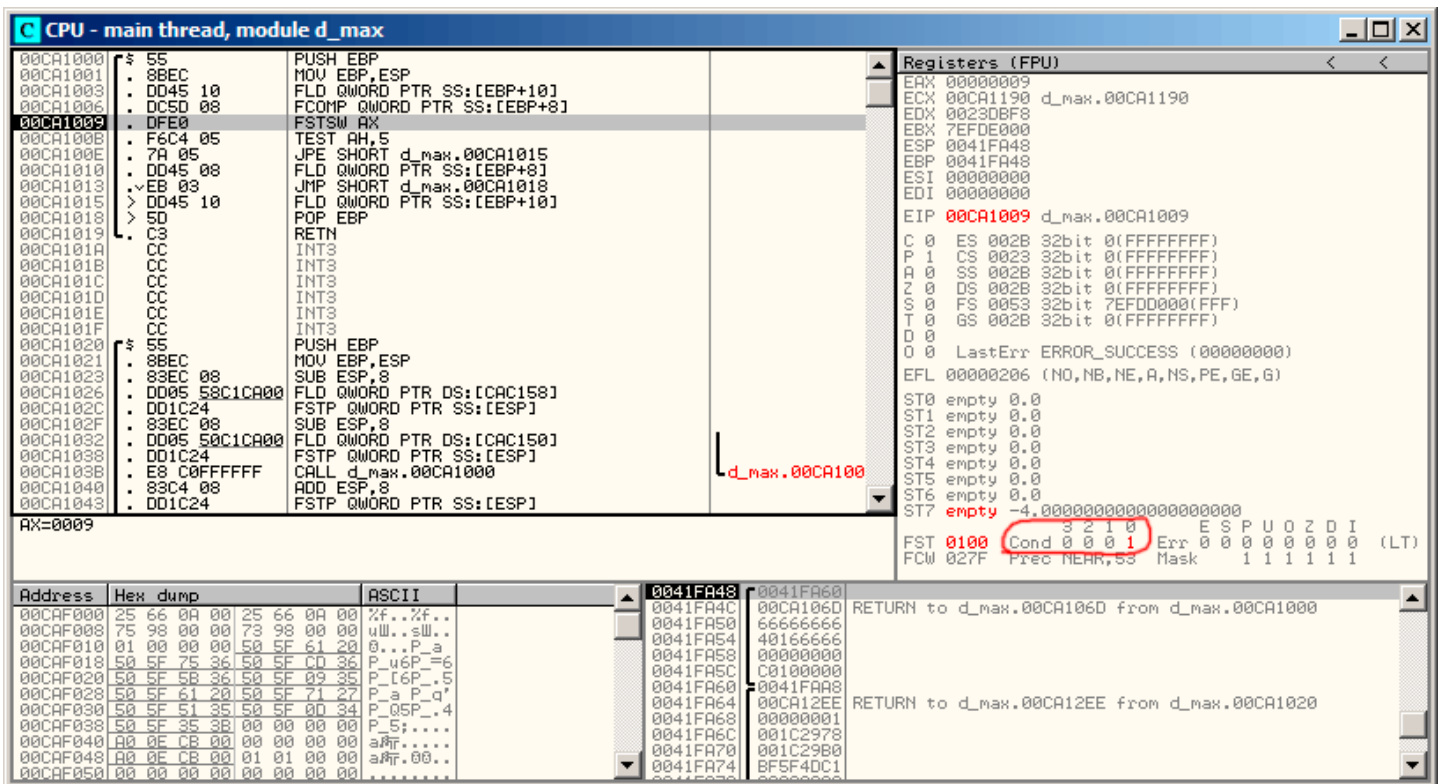 CPU - main thread, module d_max
00CA1000 $ 55 PUSH EBP
00CA1001 . 8BEC MOV EBP,ESP
00CA1003 . DD45 10 FLD QWORD PTR SS:[EBP+10]
00CA1006 . DC5D 08 FCOMP QWORD PTR SS:[EBP+8]
00CA1009 . DFE0 FSTSW AX
00CA100B . F6C4 05 TEST AH,5
00CA100E . 7A 05 JPE SHORT d_max.00CA1015
00CA1010 . DD45 08 FLD QWORD PTR SS:[EBP+8]
00CA1013 .vEB 03 JMP SHORT d_max.00CA1018
00CA1015 > DD45 10 FLD QWORD PTR SS:[EBP+10]
00CA1018 > 5D POP EBP
00CA1019 . C3 RETN
00CA101A CC INT3
00CA101B CC INT3
00CA101C CC INT3
00CA101D CC INT3
00CA101E CC INT3
00CA101F CC INT3
00CA1020 $ 55 PUSH EBP
00CA1021 . 8BEC MOV EBP,ESP
00CA1023 . 83EC 08 SUB ESP,8
00CA1026 . DD05 58C1CA00 FLD QWORD PTR DS:[CAC158]
00CA102C . DD1C24 FSTP QWORD PTR SS:[ESP]
00CA102F . 83EC 08 SUB ESP,8
00CA1032 . DD05 50C1CA00 FLD QWORD PTR DS:[CAC150]
00CA1038 . DD1C24 FSTP QWORD PTR SS:[ESP]
00CA103B . E8 C0FFFFFF CALL d_max.00CA1000 d_max.00CA100
00CA1040 . 83C4 08 ADD ESP,8
00CA1043 . DD1C24 FSTP QWORD PTR SS:[ESP]
AX=0009
Registers (FPU) < <
EAX 00000009
ECX 00CA1190 d_max.00CA1190
EDX 0023DBF8
EBX 7EFDE000
ESP 0041FA48
EBP 0041FA48
ESI 00000000
EDI 00000000
EIP 00CA1009 d_max.00CA1009
C 0 ES 002B 32bit 0(FFFFFFFF)
P 1 CS 0023 32bit 0(FFFFFFFF)
A 0 SS 002B 32bit 0(FFFFFFFF)
Z 0 DS 002B 32bit 0(FFFFFFFF)
S 0 FS 0053 32bit 7EFDD000(FFF)
T 0 GS 002B 32bit 0(FFFFFFFF)
D 0
O 0 LastErr ERROR_SUCCESS (00000000)
EFL 00000206 (NO,NB,NE,A,NS,PE,GE,G)
ST0 empty 0.0
ST1 empty 0.0
ST2 empty 0.0
ST3 empty 0.0
ST4 empty 0.0
ST5 empty 0.0
ST6 empty 0.0
ST7 empty -4.0000000000000000000
3 2 1 0 E S P U O Z D I
FST 0100 Cond 0 0 0 1 Err 0 0 0 0 0 0 0 0 (LT)
FCW 027F Prec NEAR,53 Mask 1 1 1 1 1 1
Address Hex dump ASCII
00CAF000 25 66 0A 00 25 66 0A 00 %f..%f..
00CAF008 75 98 00 00 73 98 00 00 uШ..sШ..
00CAF010 01 00 00 00 50 5F 61 20 ...P_a
00CAF018 50 5F 75 36 50 5F CD 36 P_u6P_=6
00CAF020 50 5F 5B 36 50 5F 09 35 P_[6P_.5
00CAF028 50 5F 61 20 50 5F 71 27 P_a P_q'
00CAF030 50 5F 51 35 50 5F 0D 34 P_Q5P_.4
00CAF038 50 5F 35 3B 00 00 00 00 P_5;....
00CAF040 A0 0E CB 00 00 00 00 00
00CAF048 A0 0E CB 00 01 01 00 00
00CAF050 00 00 00 00 00 00 00 00 ........
0041FA48 0041FA60
0041FA4C 00CA106D RETURN to d_max.00CA106D from d_max.00CA1000
0041FA50 66666666
0041FA54 40166666
0041FA58 00000000
0041FA5C C0100000
0041FA60 0041FAA8
0041FA64 00CA12EE RETURN to d_max.00CA12EE from d_max.00CA1020
0041FA68 00000001
0041FA6C 001C2978
0041FA70 001C29B0
0041FA74 BF5F4DC1